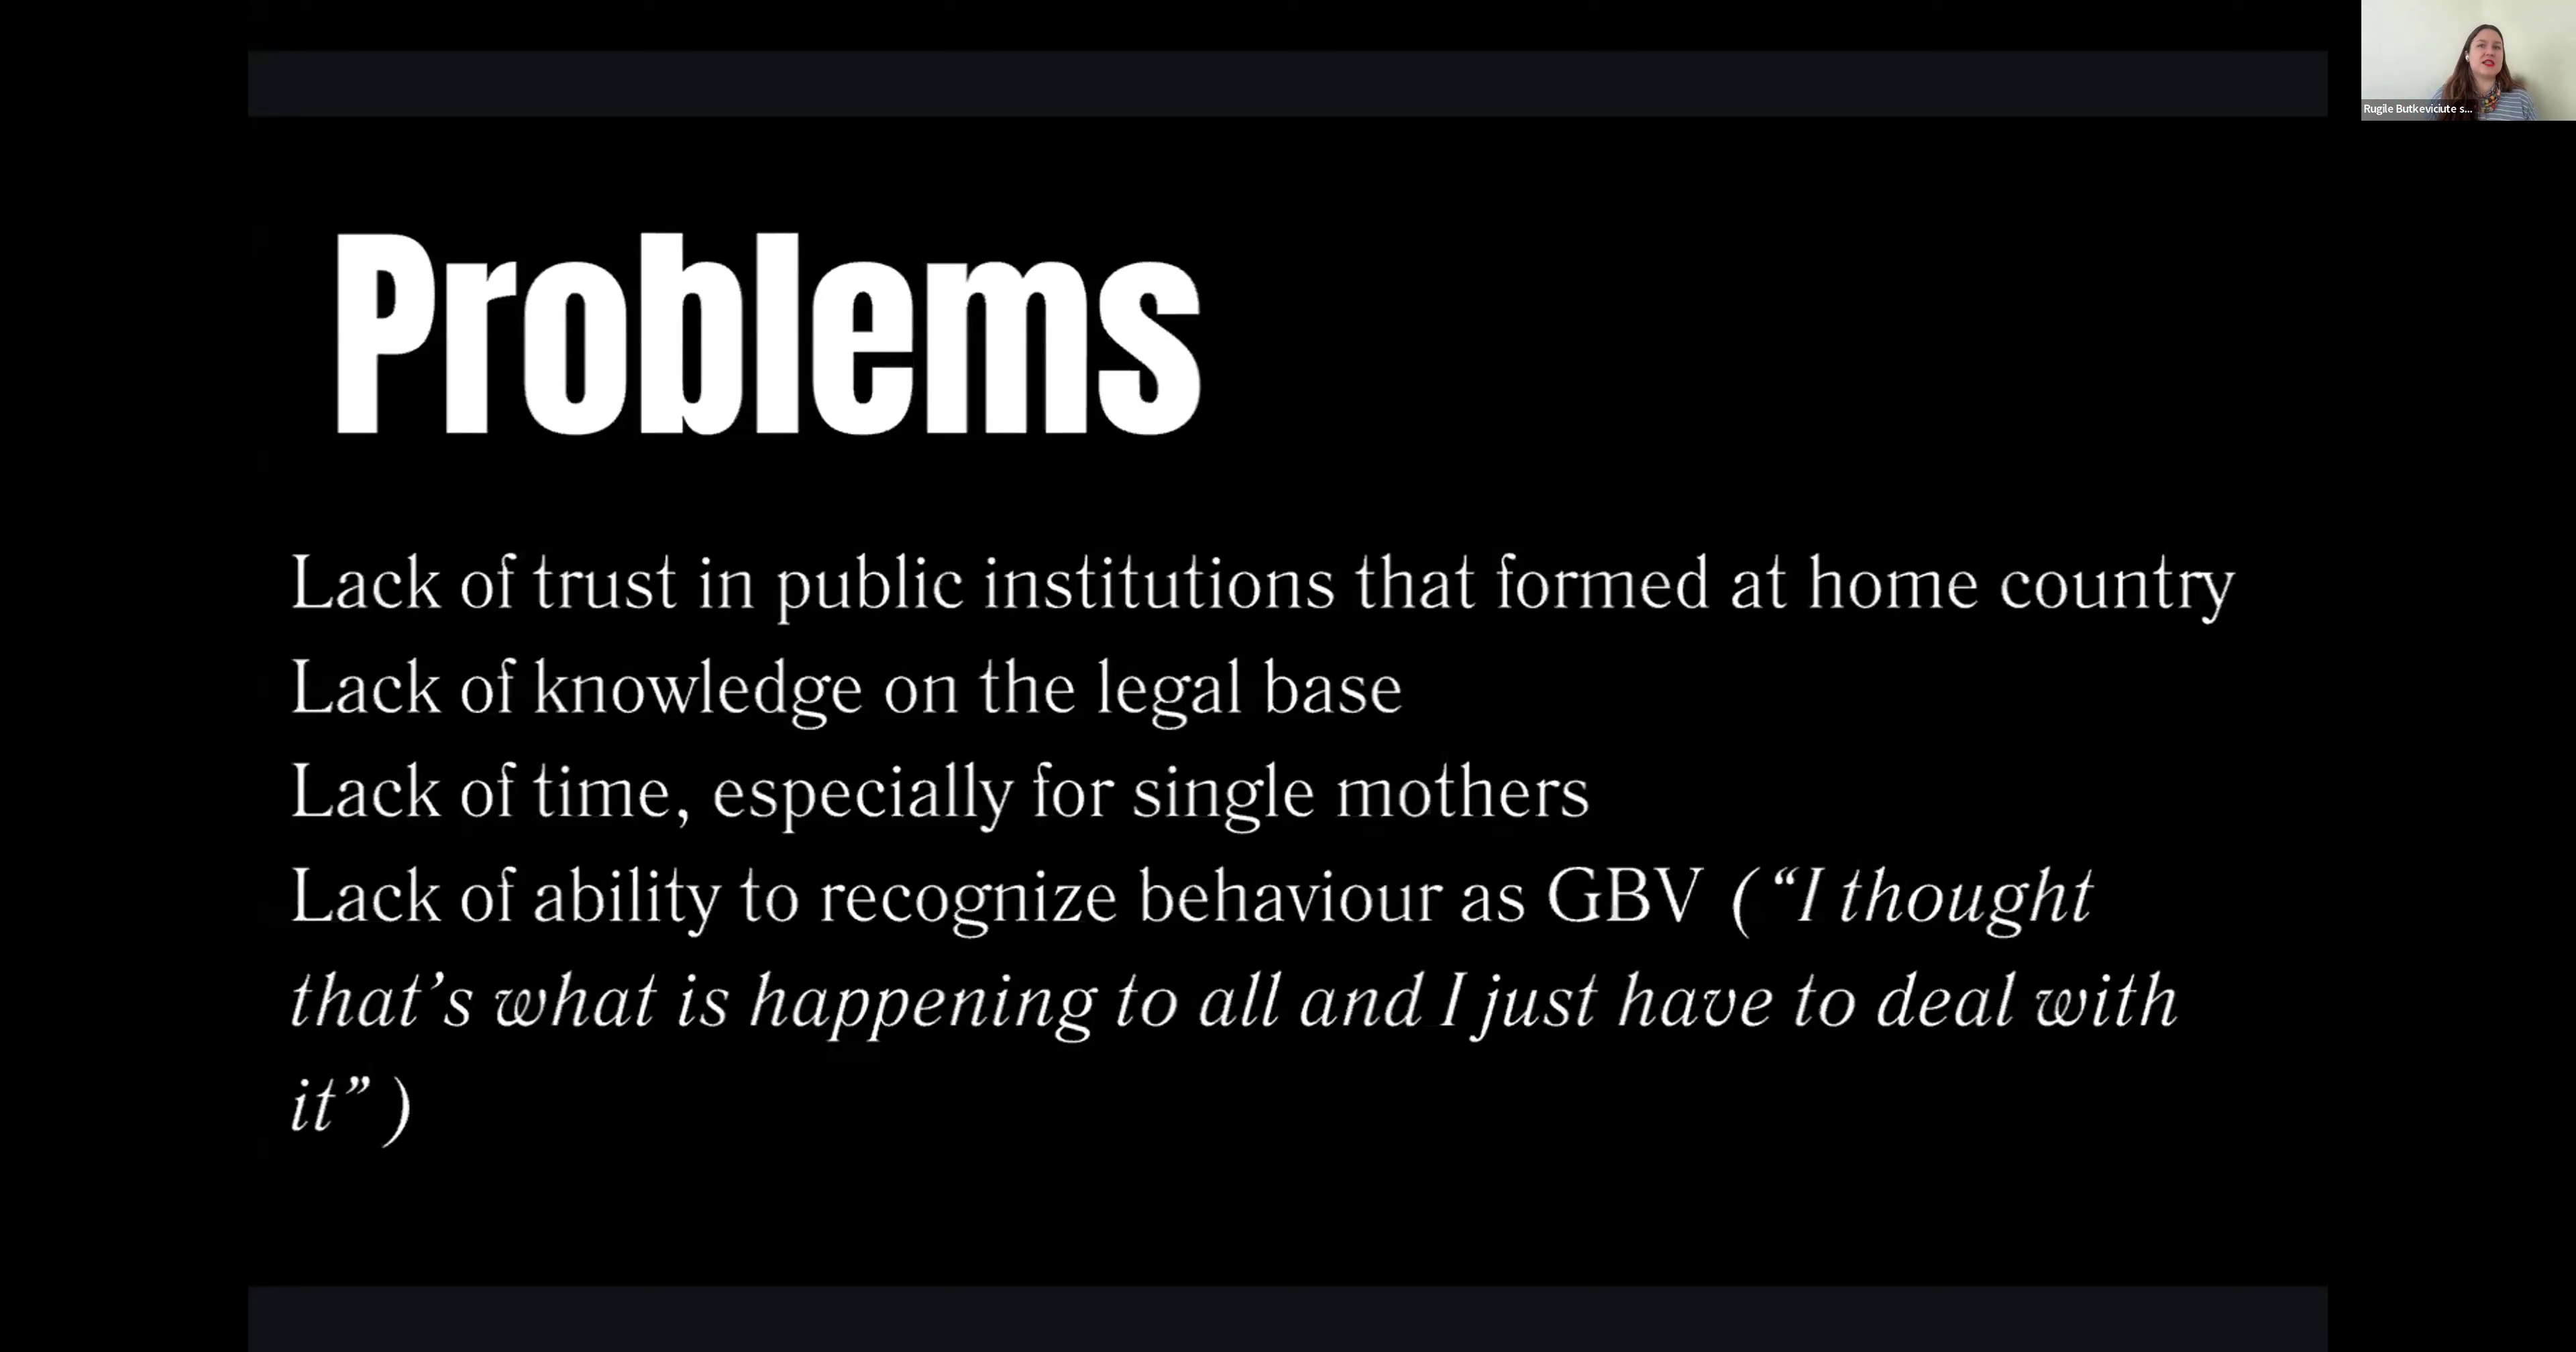 Rugile Butkeviciute s...
Problems
Lack of trust in public institutions that formed at home country
Lack of knowledge on the legal base
Lack of time, especially for single mothers
Lack of ability to recognize behaviour as GBV (“I thought
that’s what is happening to all and I just have to deal with
it” )